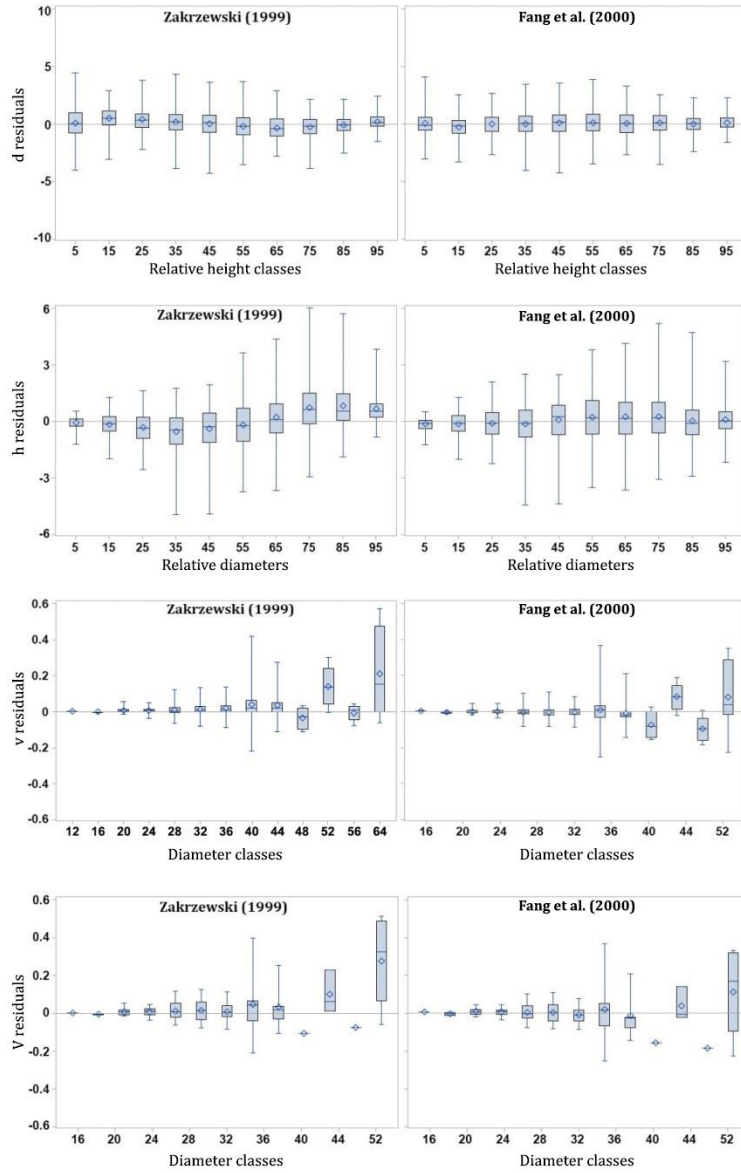 Zakrzewski (1999)
Fang et al. (2000)
d residuals
10
5
0
-5
-10
5 15 25 35 45 55 65 75 85 95
5 15 25 35 45 55 65 75 85 95
Relative height classes
Relative height classes
Zakrzewski (1999)
Fang et al. (2000)
h residuals
6
3
0
-3
-6
5 15 25 35 45 55 65 75 85 95
5 15 25 35 45 55 65 75 85 95
Relative diameters
Relative diameters
Zakrzewski (1999)
Fang et al. (2000)
v residuals
0.6
0.4
0.2
0
-0.2
-0.4
-0.6
12 16 20 24 28 32 36 40 44 48 52 56 64
16 20 24 28 32 36 40 44 52
Diameter classes
Diameter classes
Zakrzewski (1999)
Fang et al. (2000)
V residuals
0.6
0.4
0.2
0
-0.2
-0.4
-0.6
16 20 24 28 32 36 40 44 52
16 20 24 28 32 36 40 44 52
Diameter classes
Diameter classes